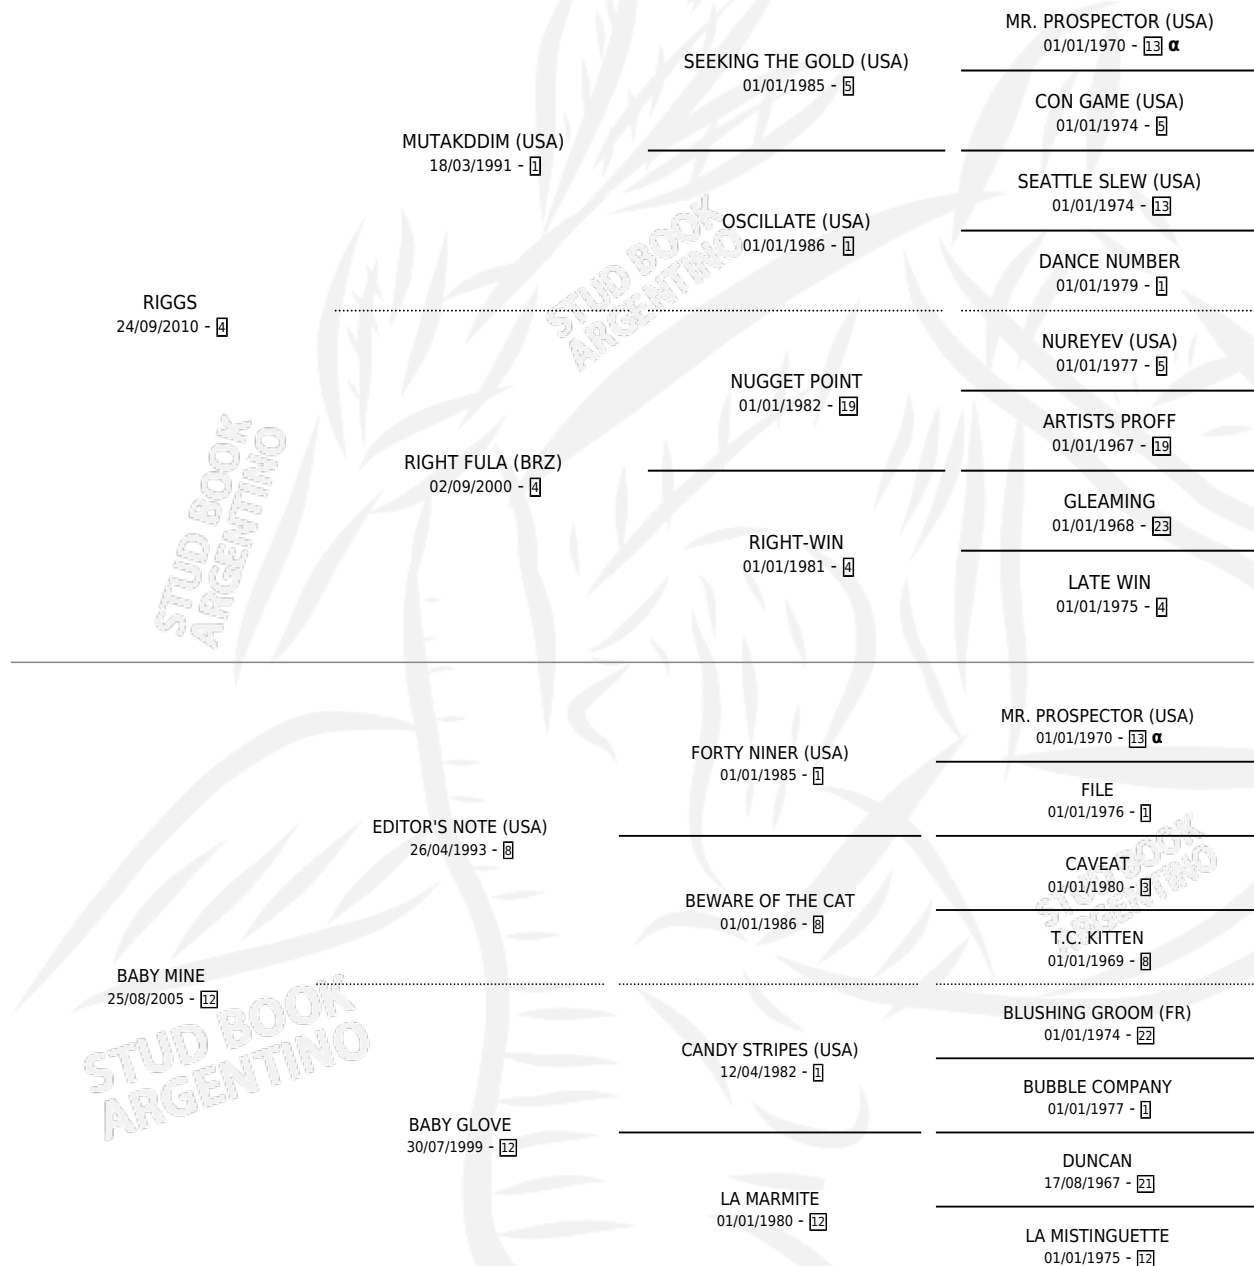 MR. PROSPECTOR (USA)
01/01/1970 - 13 α
SEEKING THE GOLD (USA)
01/01/1985 - 5
CON GAME (USA)
01/01/1974 - 5
MUTAKDDIM (USA)
18/03/1991 - 1
SEATTLE SLEW (USA)
01/01/1974 - 13
OSCILLATE (USA)
01/01/1986 - 1
DANCE NUMBER
01/01/1979 - 1
RIGGS
24/09/2010 - 4
NUREYEV (USA)
01/01/1977 - 5
NUGGET POINT
01/01/1982 - 19
ARTISTS PROFF
01/01/1967 - 19
RIGHT FULA (BRZ)
02/09/2000 - 4
GLEAMING
01/01/1968 - 23
RIGHT-WIN
01/01/1981 - 4
LATE WIN
01/01/1975 - 4
STUD BOOK
ARGENTINO
STUD BOOK
ARGENTINO
MR. PROSPECTOR (USA)
01/01/1970 - 13 α
FORTY NINER (USA)
01/01/1985 - 1
FILE
01/01/1976 - 1
EDITOR'S NOTE (USA)
26/04/1993 - 8
CAVEAT
01/01/1980 - 3
BEWARE OF THE CAT
01/01/1986 - 8
T.C. KITTEN
01/01/1969 - 8
BABY MINE
25/08/2005 - 12
BLUSHING GROOM (FR)
01/01/1974 - 22
CANDY STRIPES (USA)
12/04/1982 - 1
BUBBLE COMPANY
01/01/1977 - 1
BABY GLOVE
30/07/1999 - 12
DUNCAN
17/08/1967 - 21
LA MARMITE
01/01/1980 - 12
LA MISTINGUETTE
01/01/1975 - 12
STUD BOOK
ARGENTINO
STUD BOOK
ARGENTINO